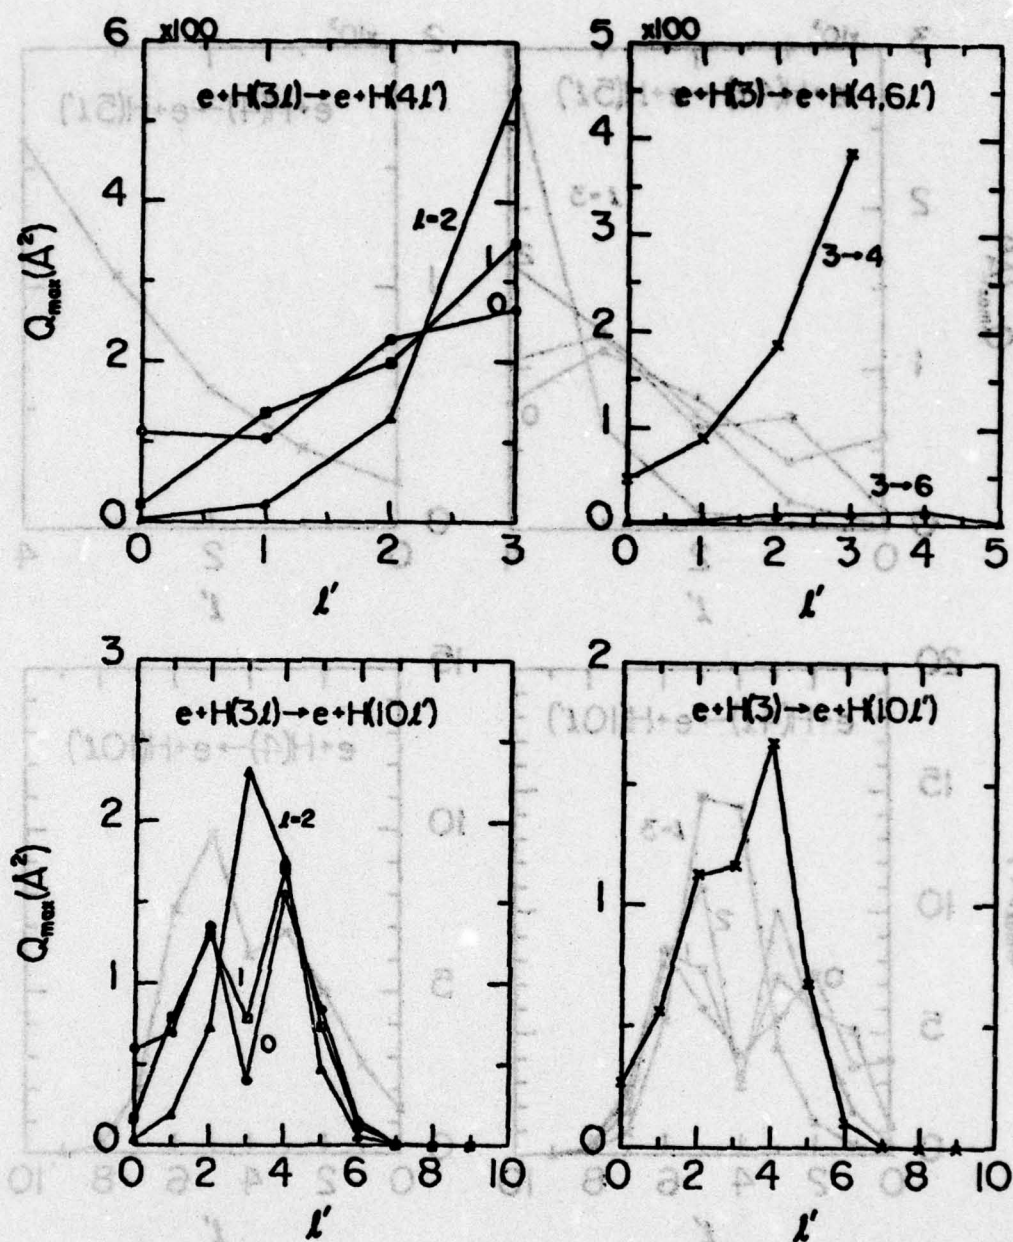 x100
e+H(3ℓ)→e+H(4ℓ')
6
4
2
0
Qmax(Å²)
ℓ=2
1
0
0 1 2 3
ℓ'
x100
e+H(3)→e+H(4,6ℓ')
5
4
3
2
1
0
3→4
3→6
0 1 2 3 4 5
ℓ'
e+H(3ℓ)→e+H(10ℓ')
3
2
1
0
Qmax(Å²)
ℓ=2
1
0
0 2 4 6 8 10
ℓ'
e+H(3)→e+H(10ℓ')
2
1
0
0 2 4 6 8 10
ℓ'